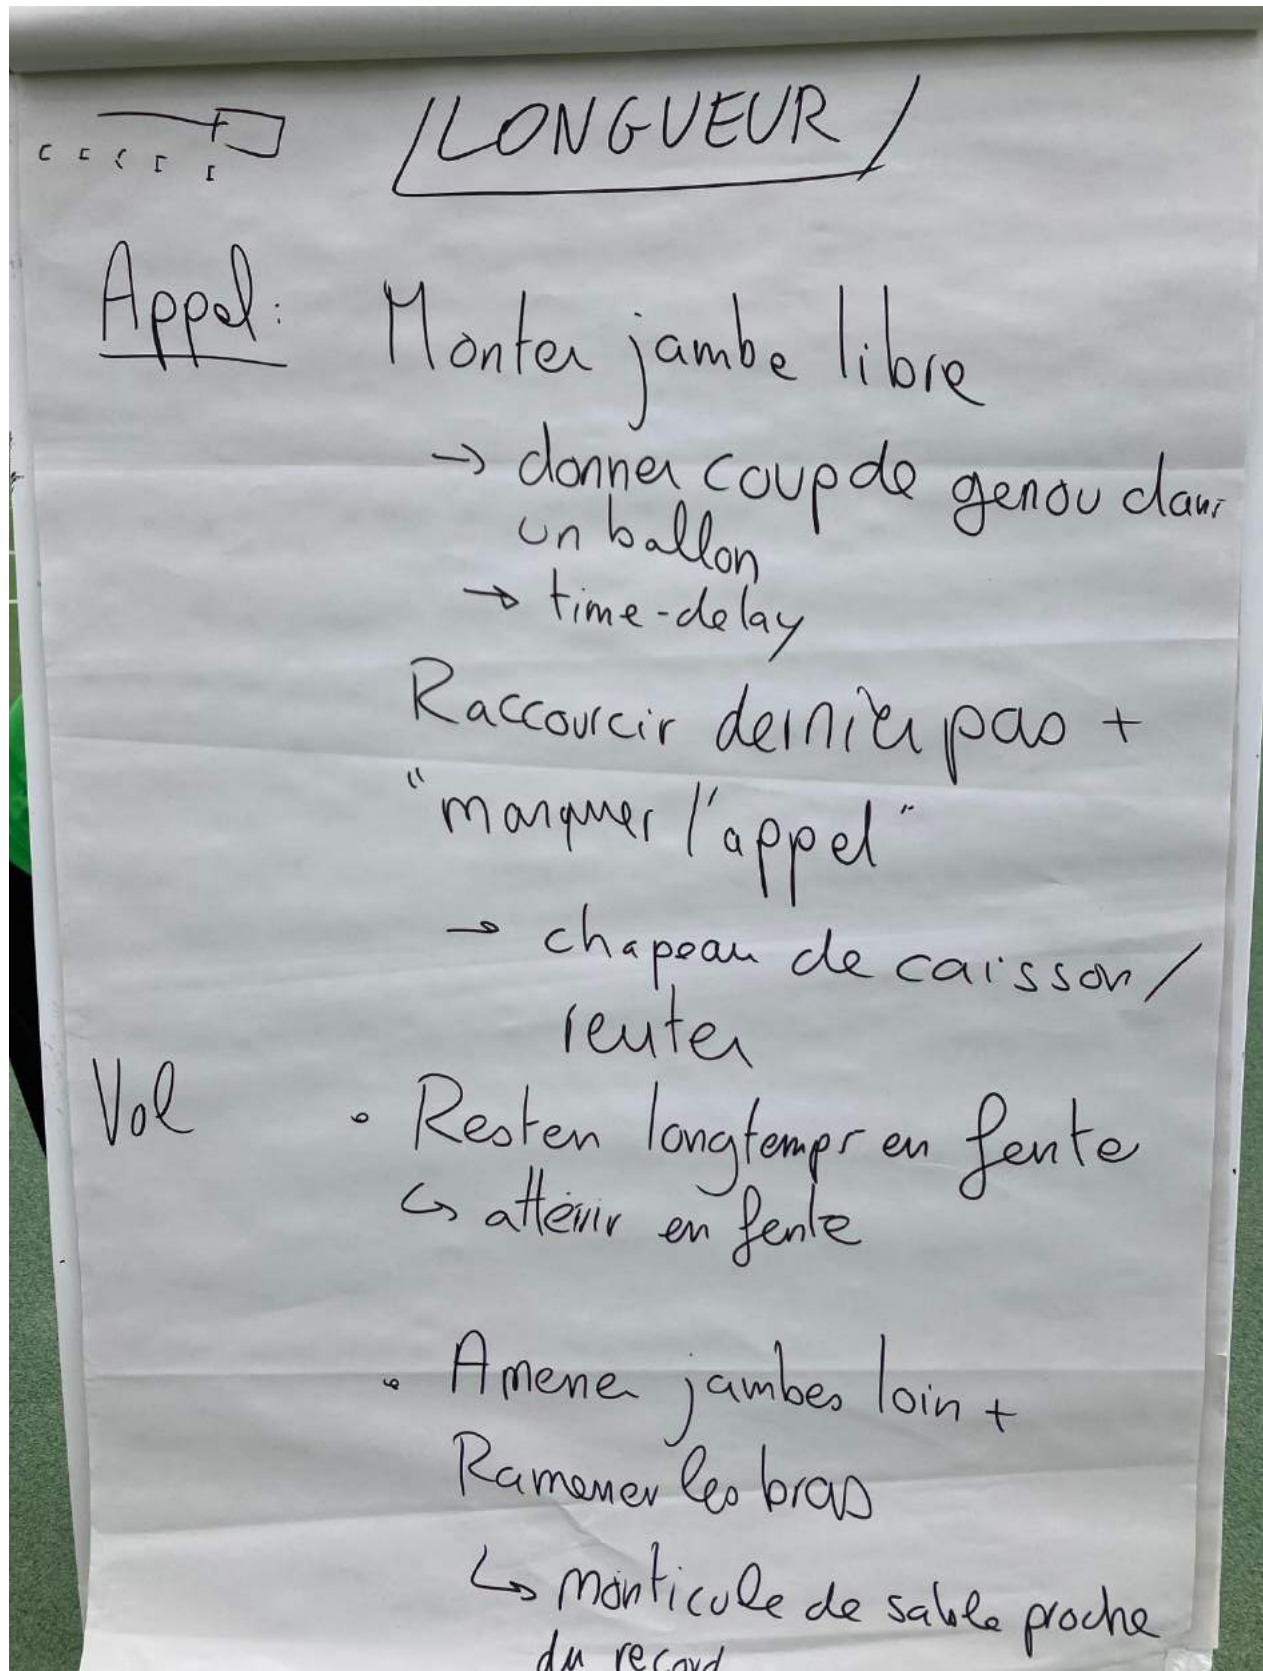 LONGUEUR
Appel: Monter jambe libre
→ donner coup de genou dans
un ballon
→ time-delay
Raccourcir dernier pas +
"marquer l'appel"
→ chapeau de caisson /
reuter
Vol • Rester longtemps en fente
↳ attérir en fente
• Amener jambes loin +
Ramener les bras
↳ monticule de sable proche
du record